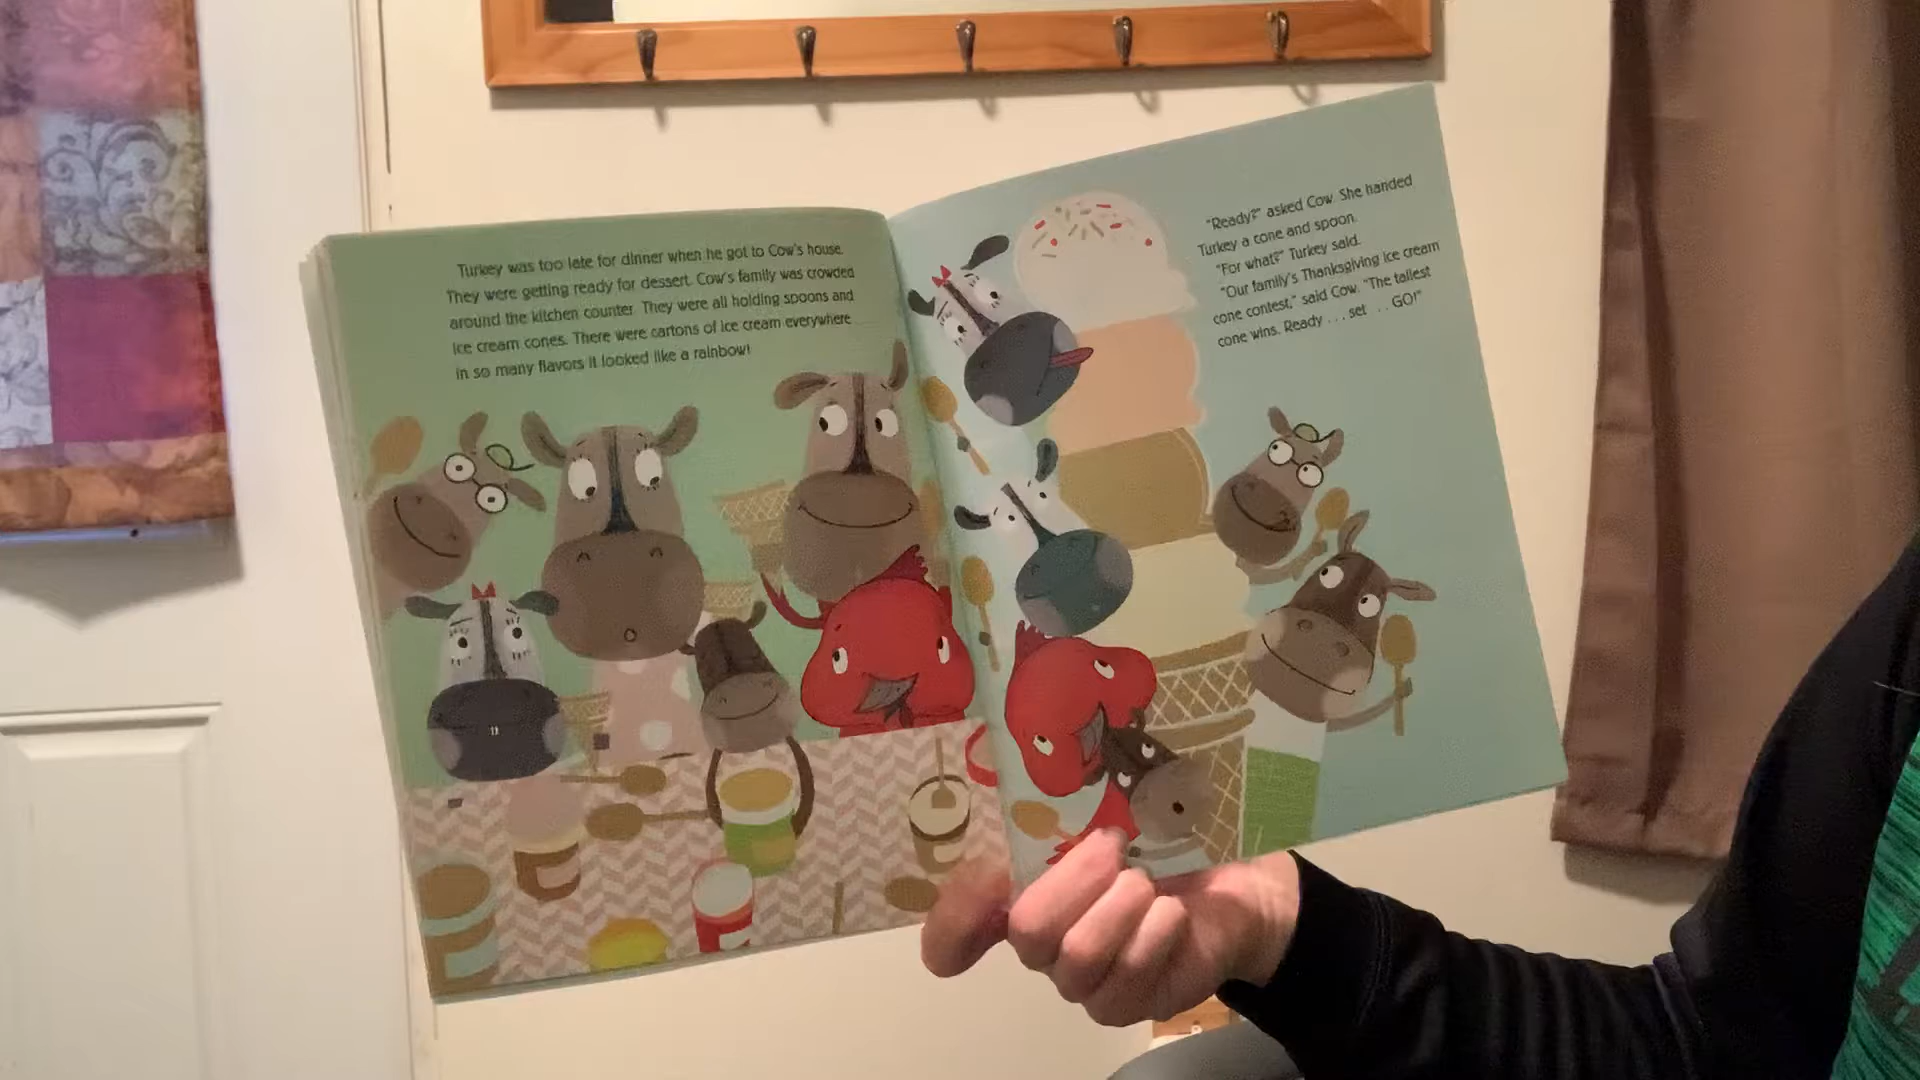 Turkey was too late for dinner when he got to Cow's house.
They were getting ready for dessert. Cow's family was crowded
around the kitchen counter. They were all holding spoons and
ice cream cones. There were cartons of ice cream everywhere
in so many flavors it looked like a rainbow!
"Ready?" asked Cow. She handed
Turkey a cone and spoon.
"For what?" Turkey said.
"Our family's Thanksgiving ice cream
cone contest," said Cow. "The tallest
cone wins. Ready . . . set . . . GO!"